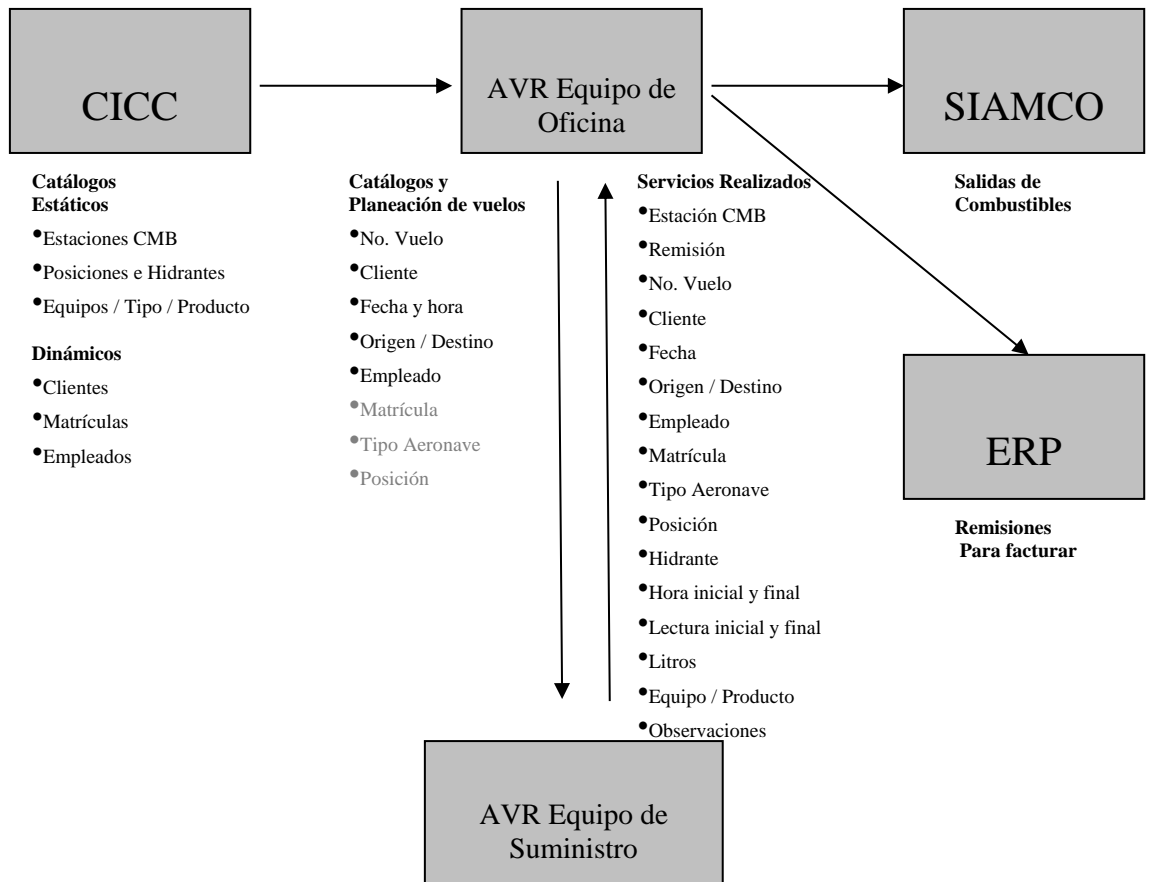 CICC
AVR Equipo de
Oficina
SIAMCO
Catálogos
Estáticos
•Estaciones CMB
•Posiciones e Hidrantes
•Equipos / Tipo / Producto
Dinámicos
•Clientes
•Matrículas
•Empleados
Catálogos y
Planeación de vuelos
•No. Vuelo
•Cliente
•Fecha y hora
•Origen / Destino
•Empleado
•Matrícula
•Tipo Aeronave
•Posición
Servicios Realizados
•Estación CMB
•Remisión
•No. Vuelo
•Cliente
•Fecha
•Origen / Destino
•Empleado
•Matrícula
•Tipo Aeronave
•Posición
•Hidrante
•Hora inicial y final
•Lectura inicial y final
•Litros
•Equipo / Producto
•Observaciones
Salidas de
Combustibles
ERP
Remisiones
Para facturar
AVR Equipo de
Suministro